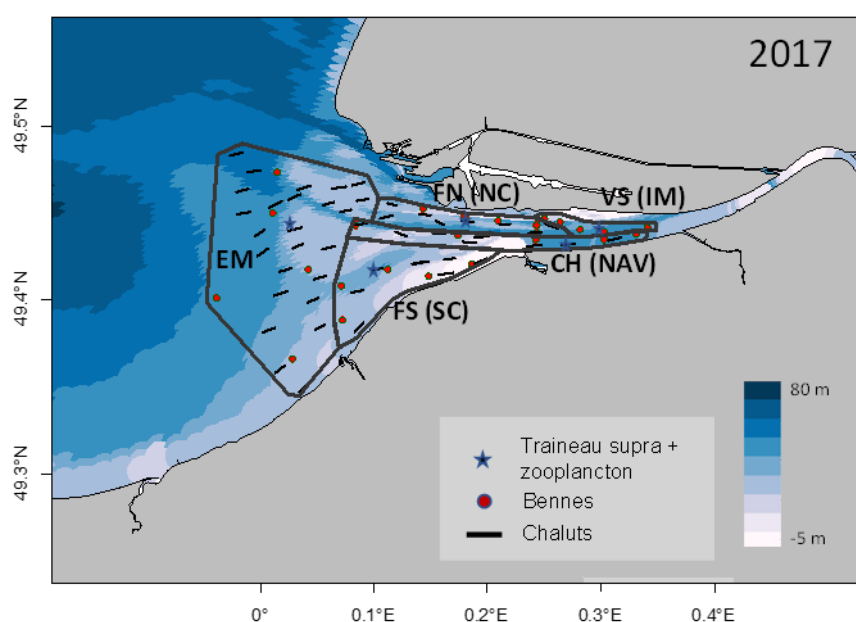 2017
49.5°N
FN (NC)
VS (IM)
EM
CH (NAV)
49.4°N
FS (SC)
80 m
Traineau supra +
zooplancton
49.3°N
Bennes
Chaluts
-5 m
0°
0.1°E
0.2°E
0.3°E
0.4°E